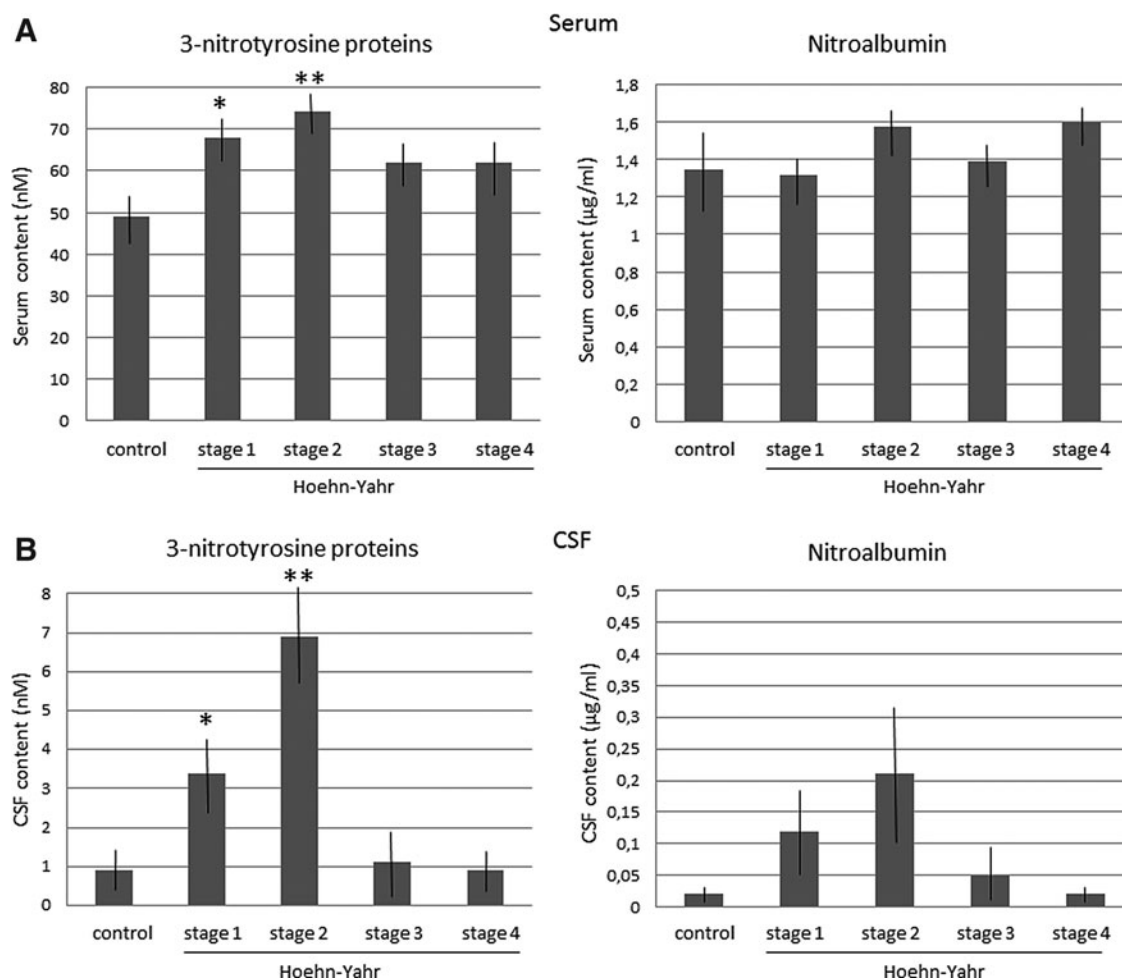 A
Serum
3-nitrotyrosine proteins
Nitroalbumin
*
**
Serum content (nM)
80
70
60
50
40
30
20
10
0
control
stage 1
stage 2
stage 3
stage 4
Hoehn-Yahr
Serum content (µg/ml)
1,8
1,6
1,4
1,2
1
0,8
0,6
0,4
0,2
0
control
stage 1
stage 2
stage 3
stage 4
Hoehn-Yahr
B
CSF
3-nitrotyrosine proteins
Nitroalbumin
*
**
CSF content (nM)
8
7
6
5
4
3
2
1
0
control
stage 1
stage 2
stage 3
stage 4
Hoehn-Yahr
CSF content (µg/ml)
0,5
0,45
0,4
0,35
0,3
0,25
0,2
0,15
0,1
0,05
0
control
stage 1
stage 2
stage 3
stage 4
Hoehn-Yahr